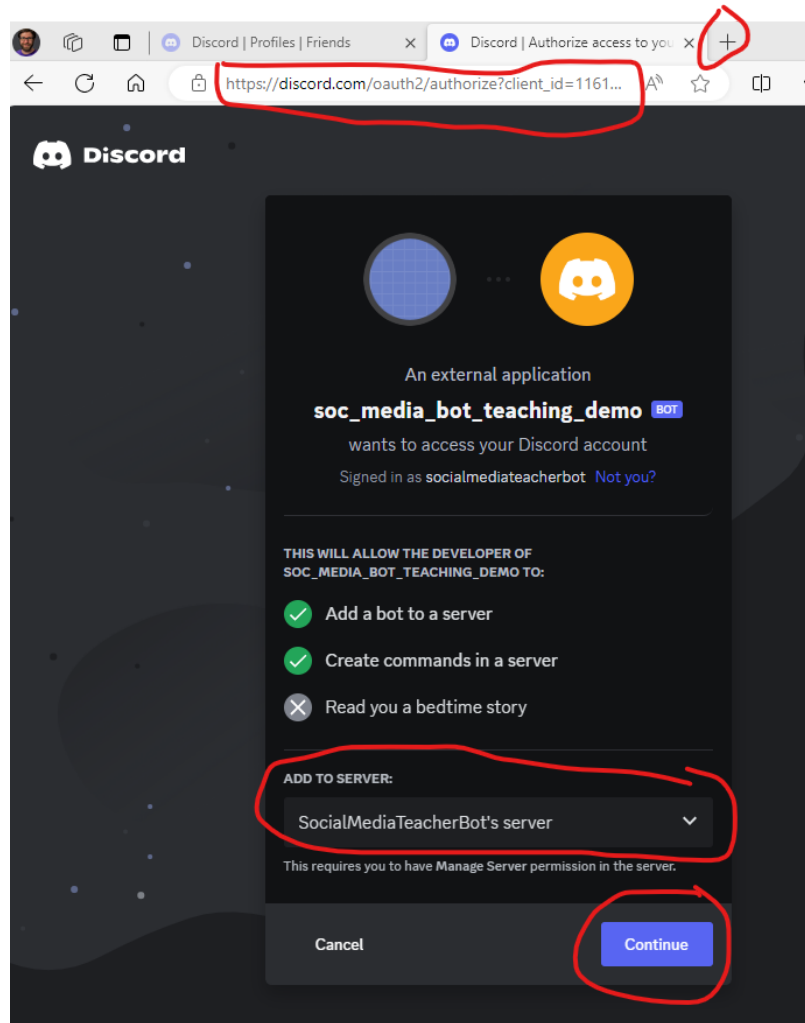 Discord | Profiles | Friends
Discord | Authorize access to you
https://discord.com/oauth2/authorize?client_id=1161...
Discord
An external application
soc_media_bot_teaching_demo BOT
wants to access your Discord account
Signed in as socialmediateacherbot Not you?
THIS WILL ALLOW THE DEVELOPER OF
SOC_MEDIA_BOT_TEACHING_DEMO TO:
Add a bot to a server
Create commands in a server
Read you a bedtime story
ADD TO SERVER:
SocialMediaTeacherBot's server
This requires you to have Manage Server permission in the server.
Cancel
Continue